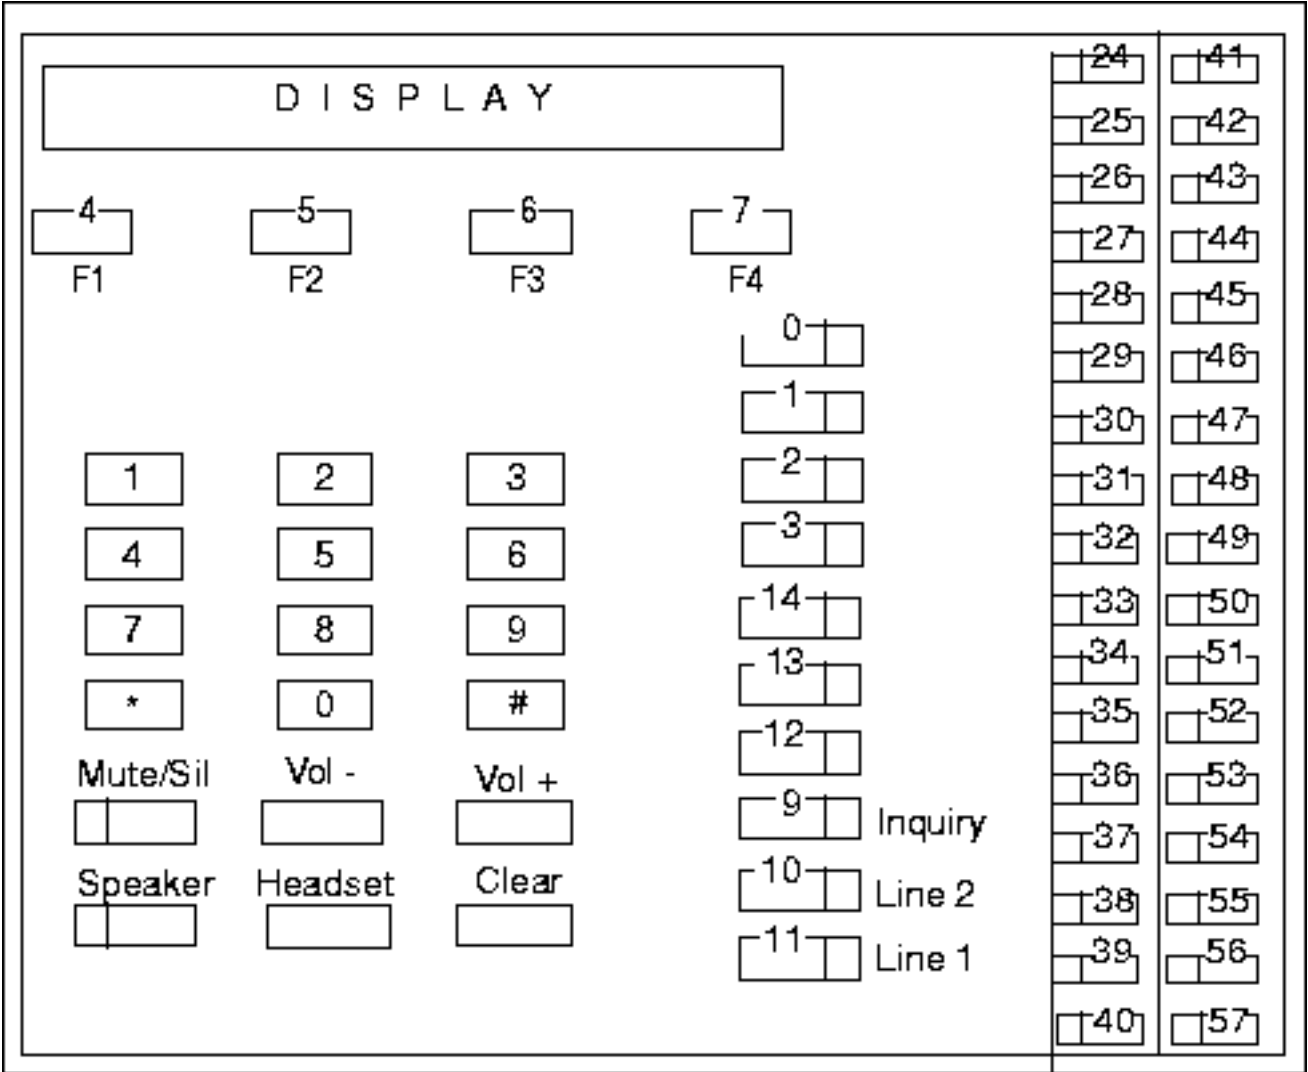 D I S P L A Y
4 5 6 7
F1 F2 F3 F4
0
1
2
3
14
13
12
9 Inquiry
10 Line 2
11 Line 1
1 2 3
4 5 6
7 8 9
* 0 #
Mute/Sil Vol - Vol +
Speaker Headset Clear
24 41
25 42
26 43
27 44
28 45
29 46
30 47
31 48
32 49
33 50
34 51
35 52
36 53
37 54
38 55
39 56
40 57